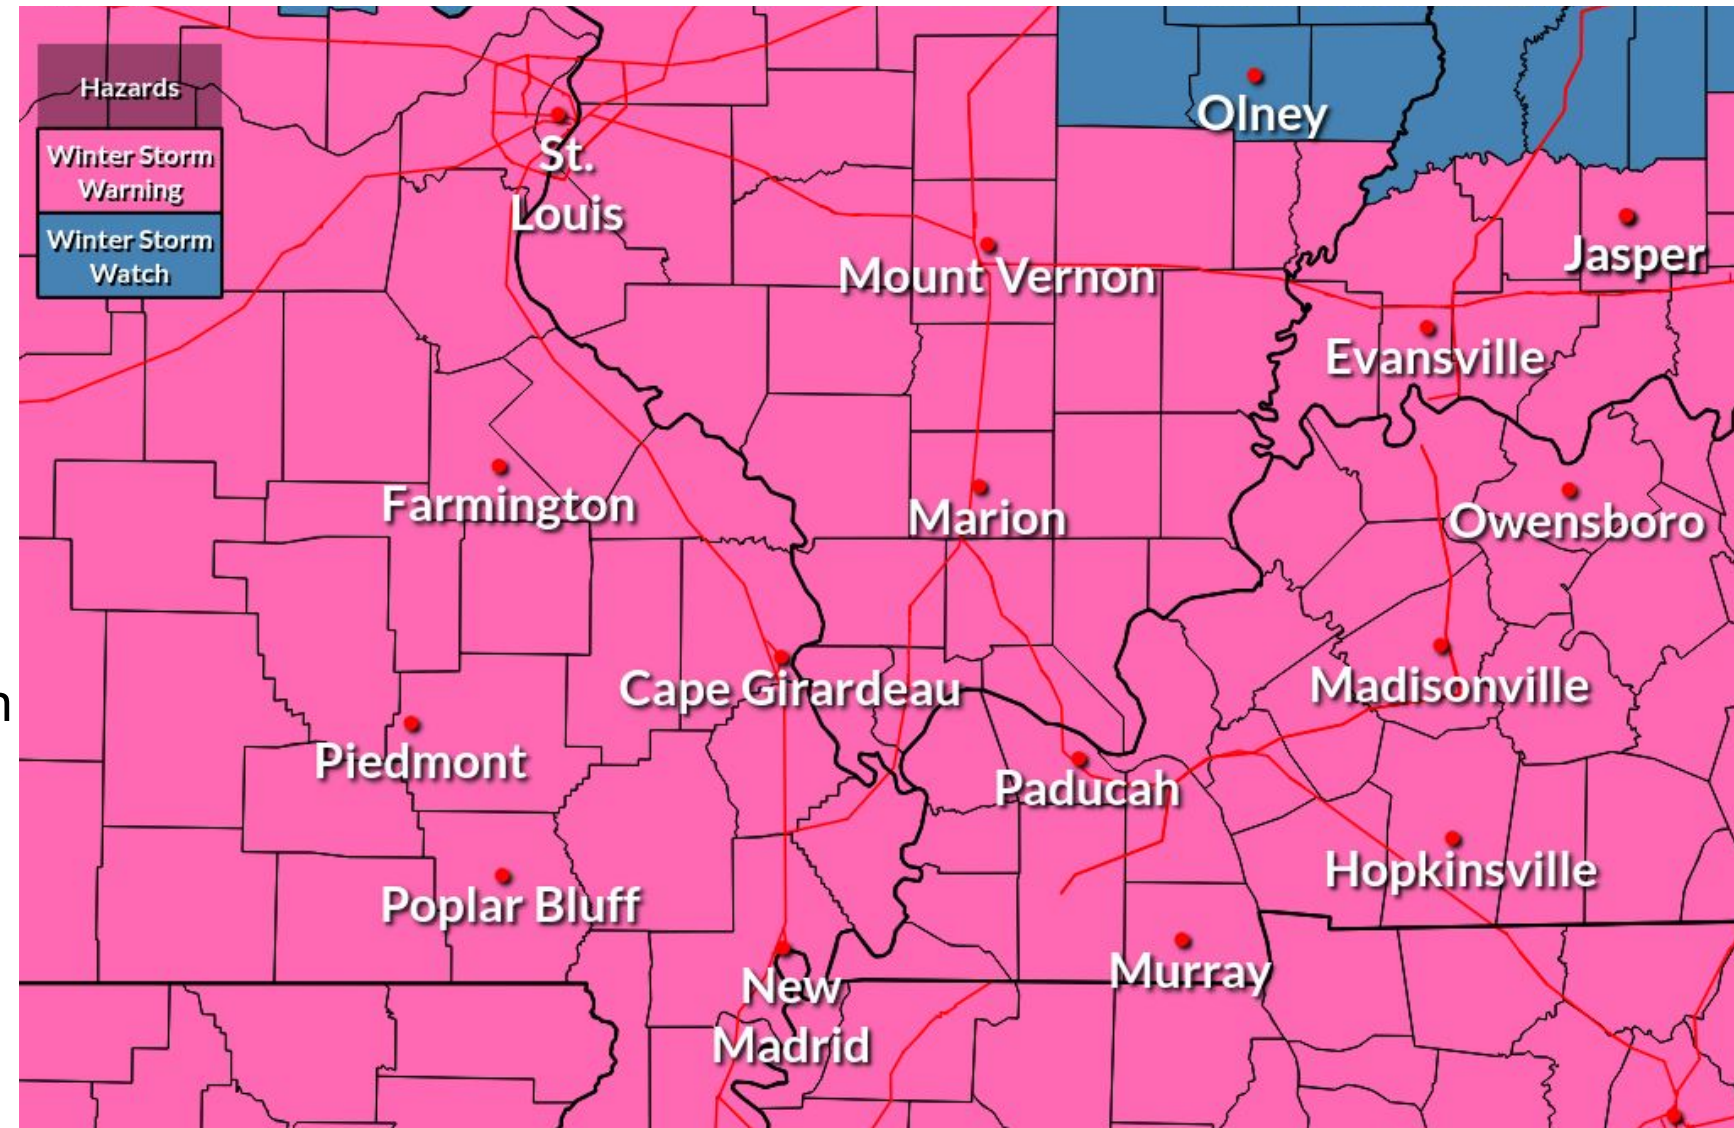 Hazards
Winter Storm
Warning
Winter Storm
Watch
Olney
St.
Louis
Mount Vernon
Jasper
Evansville
Farmington
Marion
Owensboro
Cape Girardeau
Madisonville
Piedmont
Paducah
Poplar Bluff
Hopkinsville
New
Madrid
Murray